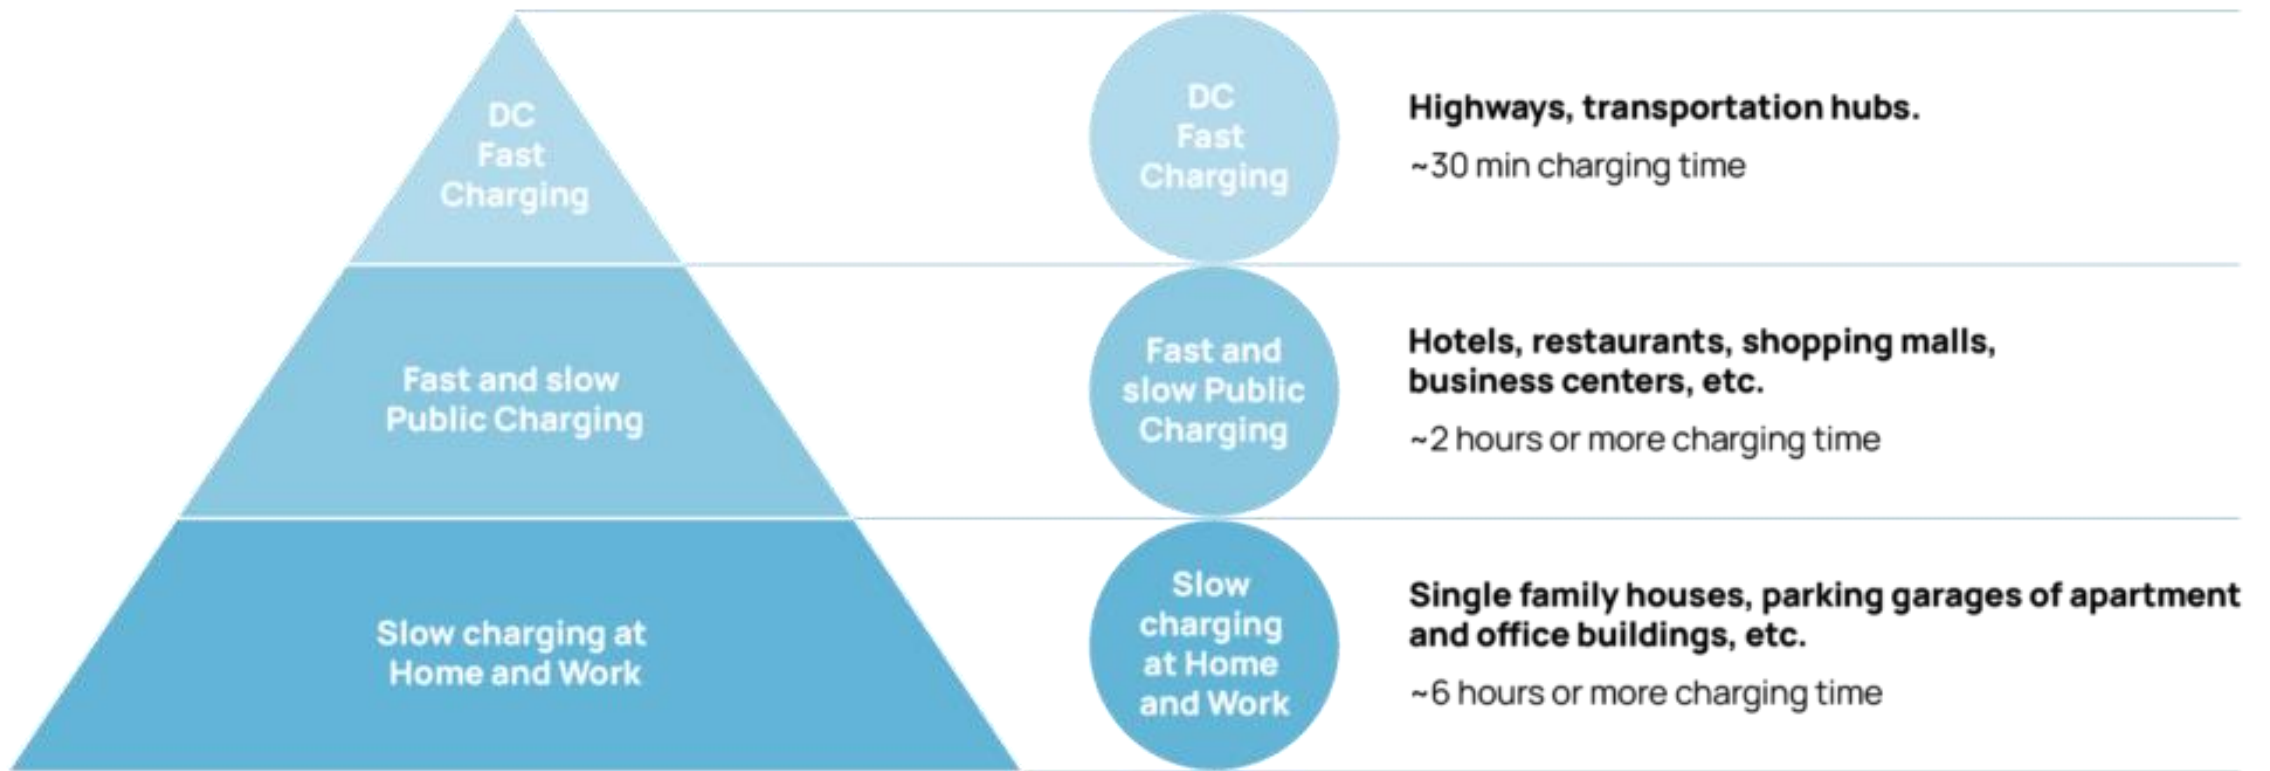 DC
Fast
Charging
DC
Fast
Charging
Highways, transportation hubs.
~30 min charging time
Fast and slow
Public Charging
Fast and
slow Public
Charging
Hotels, restaurants, shopping malls,
business centers, etc.
~2 hours or more charging time
Slow charging at
Home and Work
Slow
charging
at Home
and Work
Single family houses, parking garages of apartment
and office buildings, etc.
~6 hours or more charging time